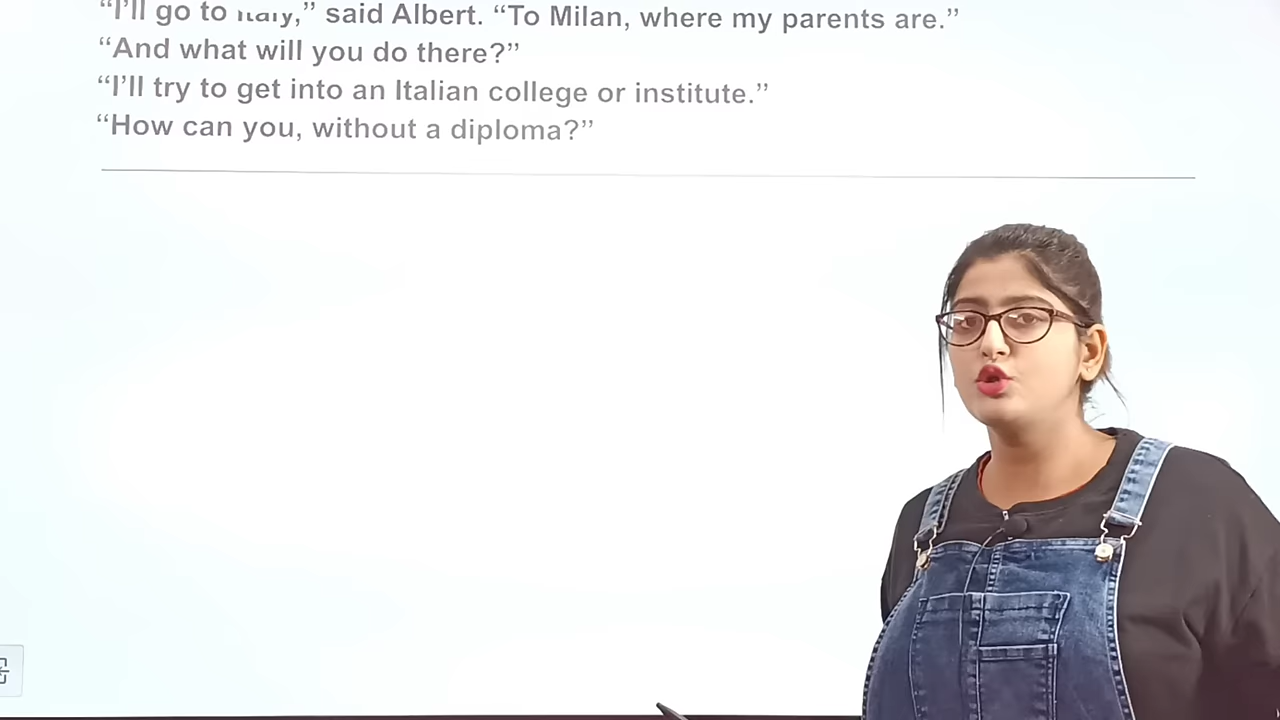 “I’ll go to Italy,” said Albert. “To Milan, where my parents are.”
“And what will you do there?”
“I’ll try to get into an Italian college or institute.”
“How can you, without a diploma?”